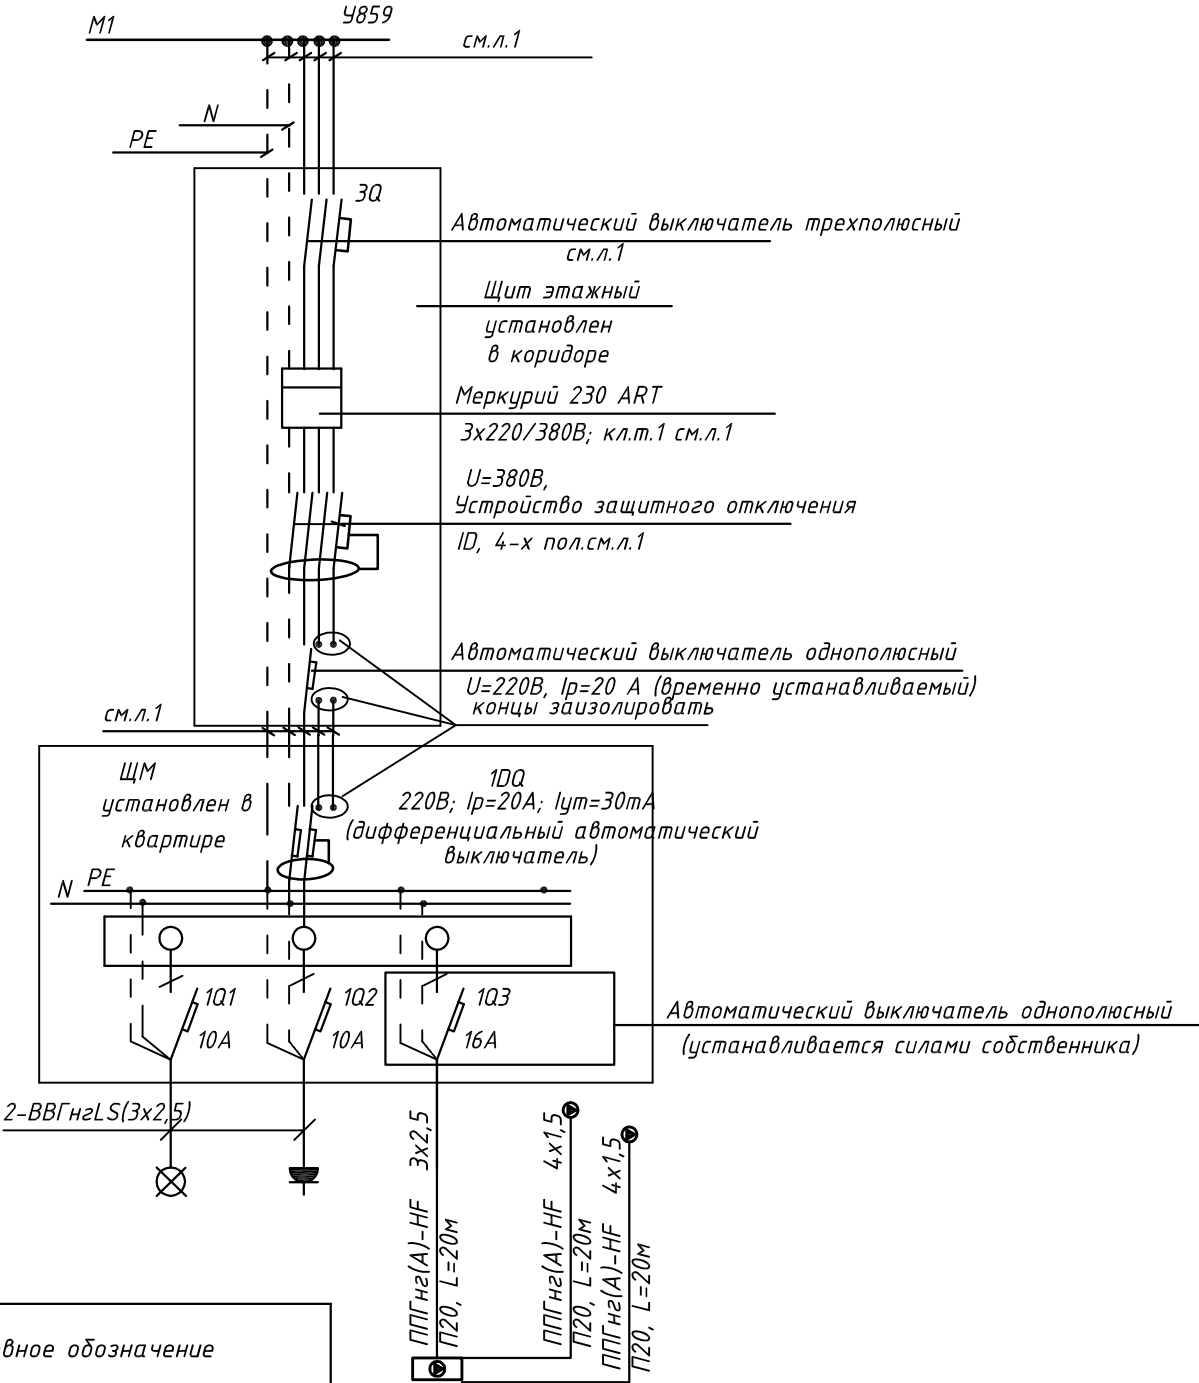 М1
У859
см.л.1
N
PE
3Q
Автоматический выключатель трехполюсный
см.л.1
Щит этажный
установлен
в коридоре
Меркурий 230 ART
3х220/380В; кл.т.1 см.л.1
U=380В,
Устройство защитного отключения
ID, 4-х пол.см.л.1
Автоматический выключатель однополюсный
U=220В, Iр=20 А (временно устанавливаемый)
концы заизолировать
см.л.1
ЩМ
установлен в
квартире
1DQ
220В; Iр=20А; Iут=30mA
(дифференциальный автоматический
выключатель)
PE
N
1Q1
10А
1Q2
10А
1Q3
16А
Автоматический выключатель однополюсный
(устанавливается силами собственника)
2-ВВГнгLS(3х2,5)
ППГнг(А)-HF 3х2,5
П20, L=20м
ППГнг(А)-HF 4х1,5
П20, L=20м
ППГнг(А)-HF 4х1,5
П20, L=20м
вное обозначение